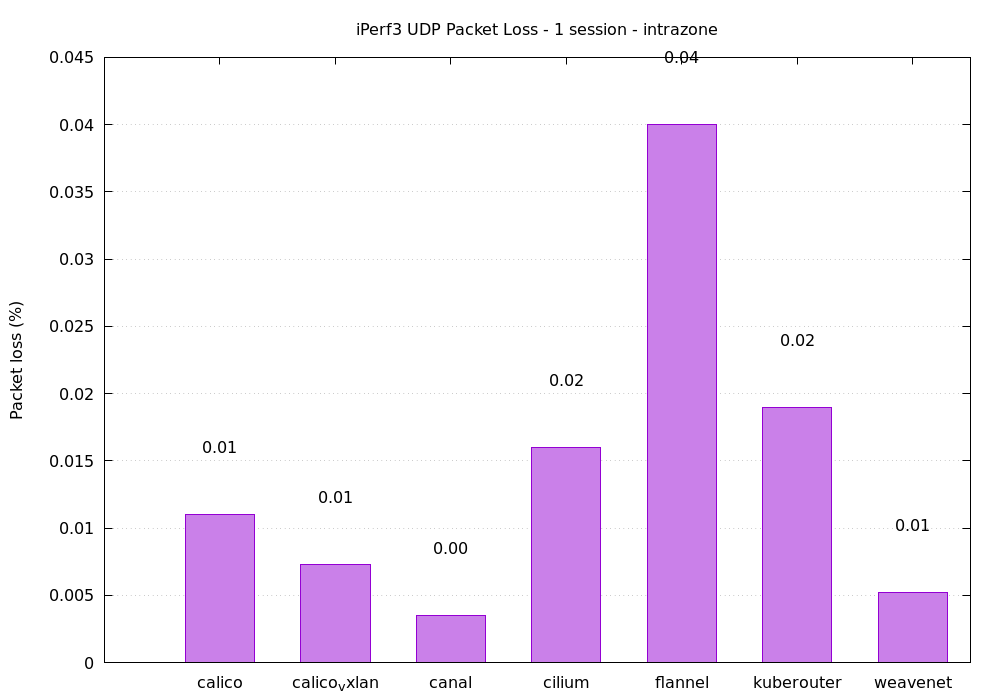 iPerf3 UDP Packet Loss - 1 session - intrazone
0.045
0.04
0.035
0.03
0.025
0.02
0.015
0.01
0.005
0
Packet loss (%)
0.01
0.01
0.00
0.02
0.04
0.02
0.01
calico
calicoᵥxlan
canal
cilium
flannel
kuberouter
weavenet